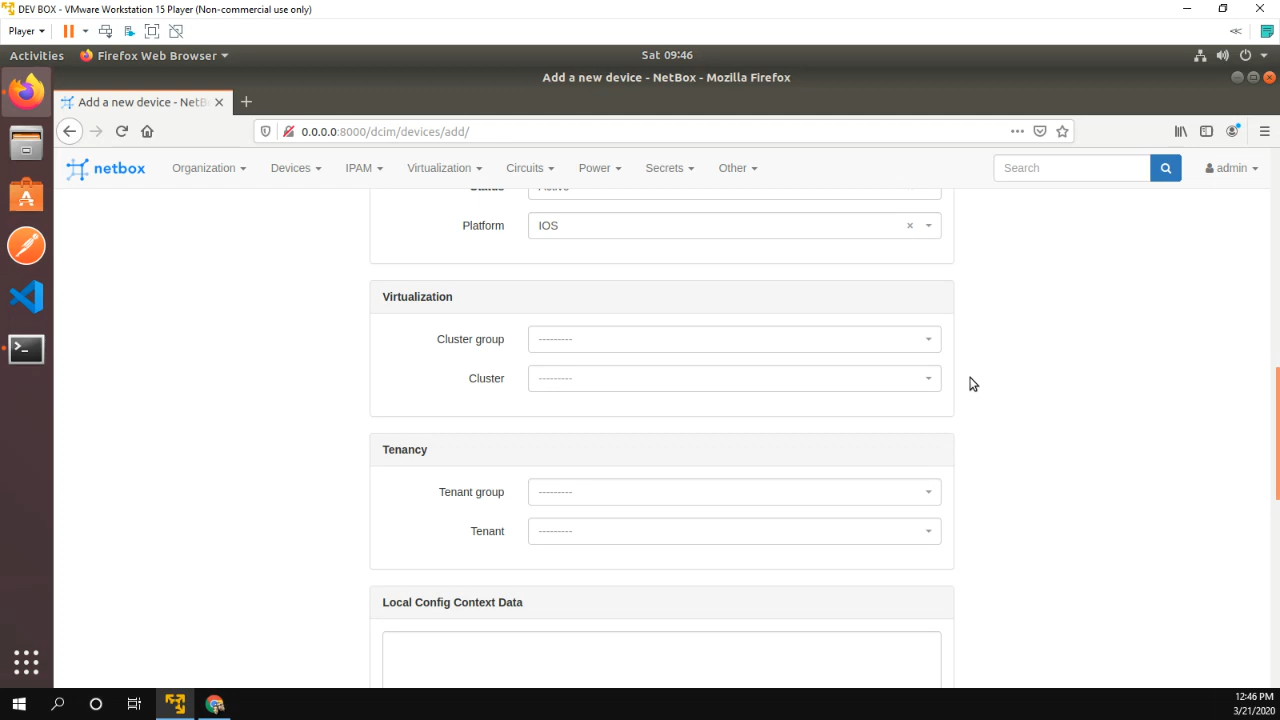 DEV BOX - VMware Workstation 15 Player (Non-commercial use only)
Player
Activities Firefox Web Browser Sat 09:46
Add a new device - NetBox - Mozilla Firefox
Add a new device - NetB
0.0.0.0:8000/dcim/devices/add/
netbox Organization Devices IPAM Virtualization Circuits Power Secrets Other Search admin
Status Active
Platform IOS
Virtualization
Cluster group ---------
Cluster ---------
Tenancy
Tenant group ---------
Tenant ---------
Local Config Context Data
12:46 PM
3/21/2020